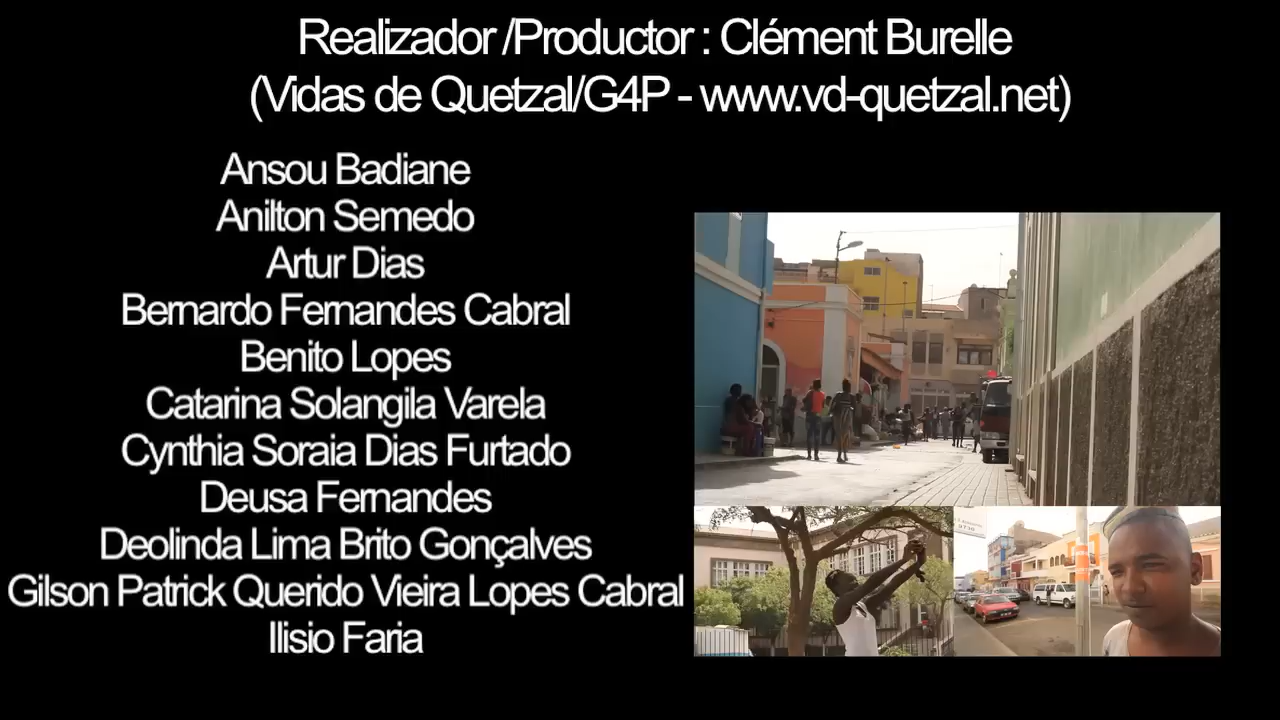 Realizador /Productor : Clément Burelle
(Vidas de Quetzal/G4P - www.vd-quetzal.net)
Ansou Badiane
Anilton Semedo
Artur Dias
Bernardo Fernandes Cabral
Benito Lopes
Catarina Solangila Varela
Cynthia Soraia Dias Furtado
Deusa Fernandes
Deolinda Lima Brito Gonçalves
Gilson Patrick Querido Vieira Lopes Cabral
Ilisio Faria